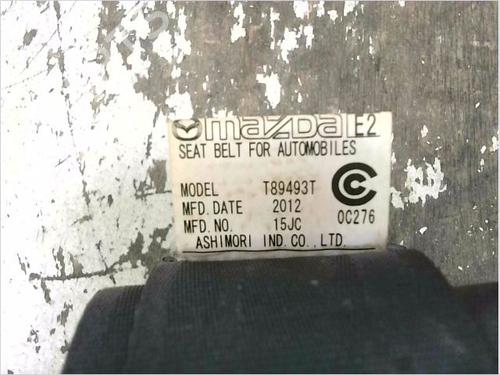 mazda E2
SEAT BELT FOR AUTOMOBILES
MODEL T89493T
MFD. DATE 2012
MFD. NO. 15JC
0C276
ASHIMORI IND. CO., LTD.